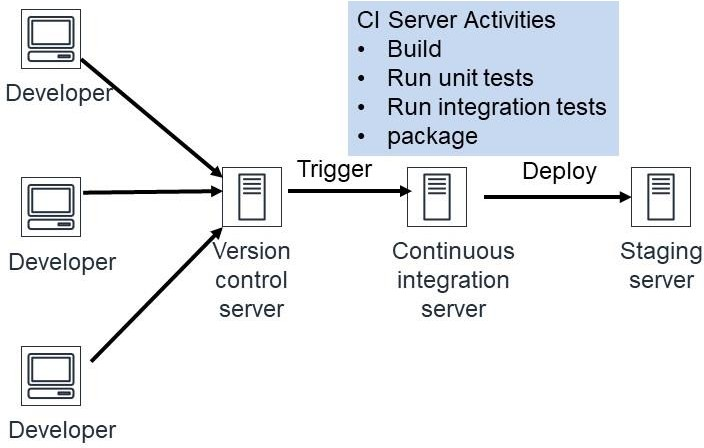 CI Server Activities
• Build
• Run unit tests
• Run integration tests
• package
Developer
Trigger
Deploy
Developer
Version
control
server
Continuous
integration
server
Staging
server
Developer